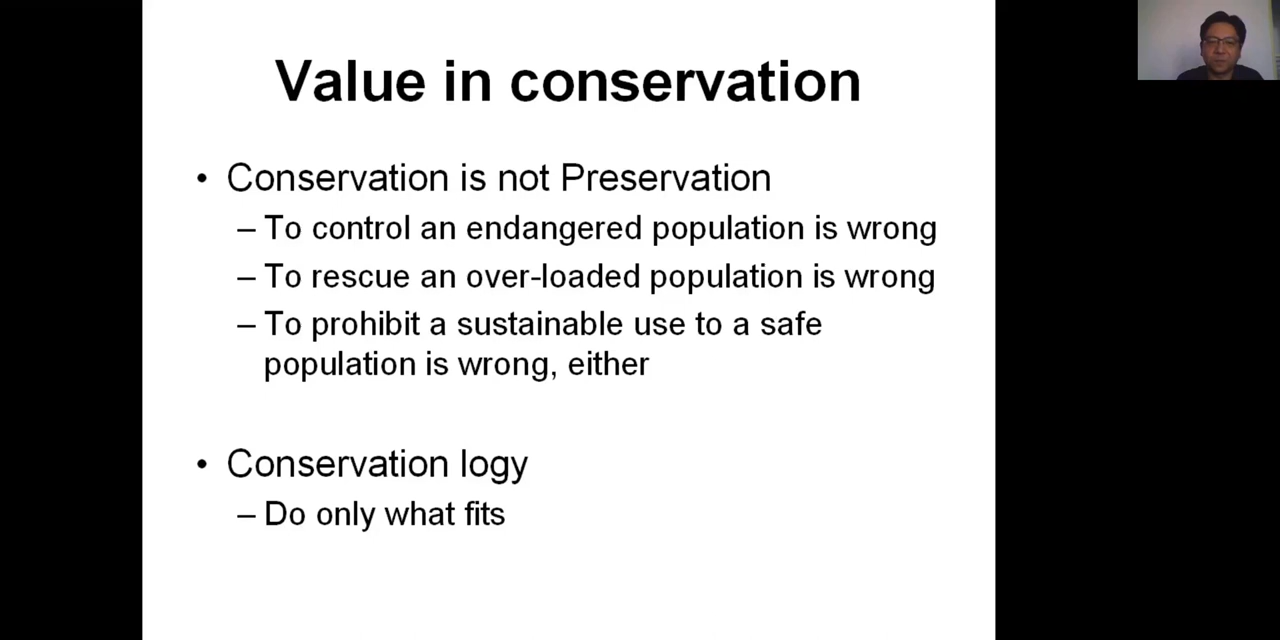 Value in conservation
• Conservation is not Preservation
– To control an endangered population is wrong
– To rescue an over-loaded population is wrong
– To prohibit a sustainable use to a safe
population is wrong, either
• Conservation logy
– Do only what fits